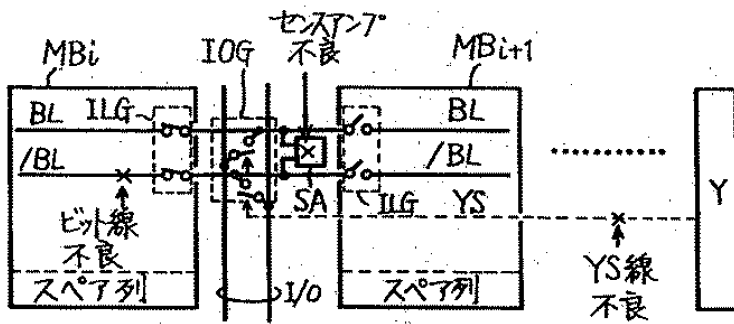 センスアンプ
不良
MBi
IOG
MBi+1
BL
ILG
BL
/BL
/BL
SA
ILG
YS
Y
ビット線
不良
YS線
不良
スペア列
I/O
スペア列